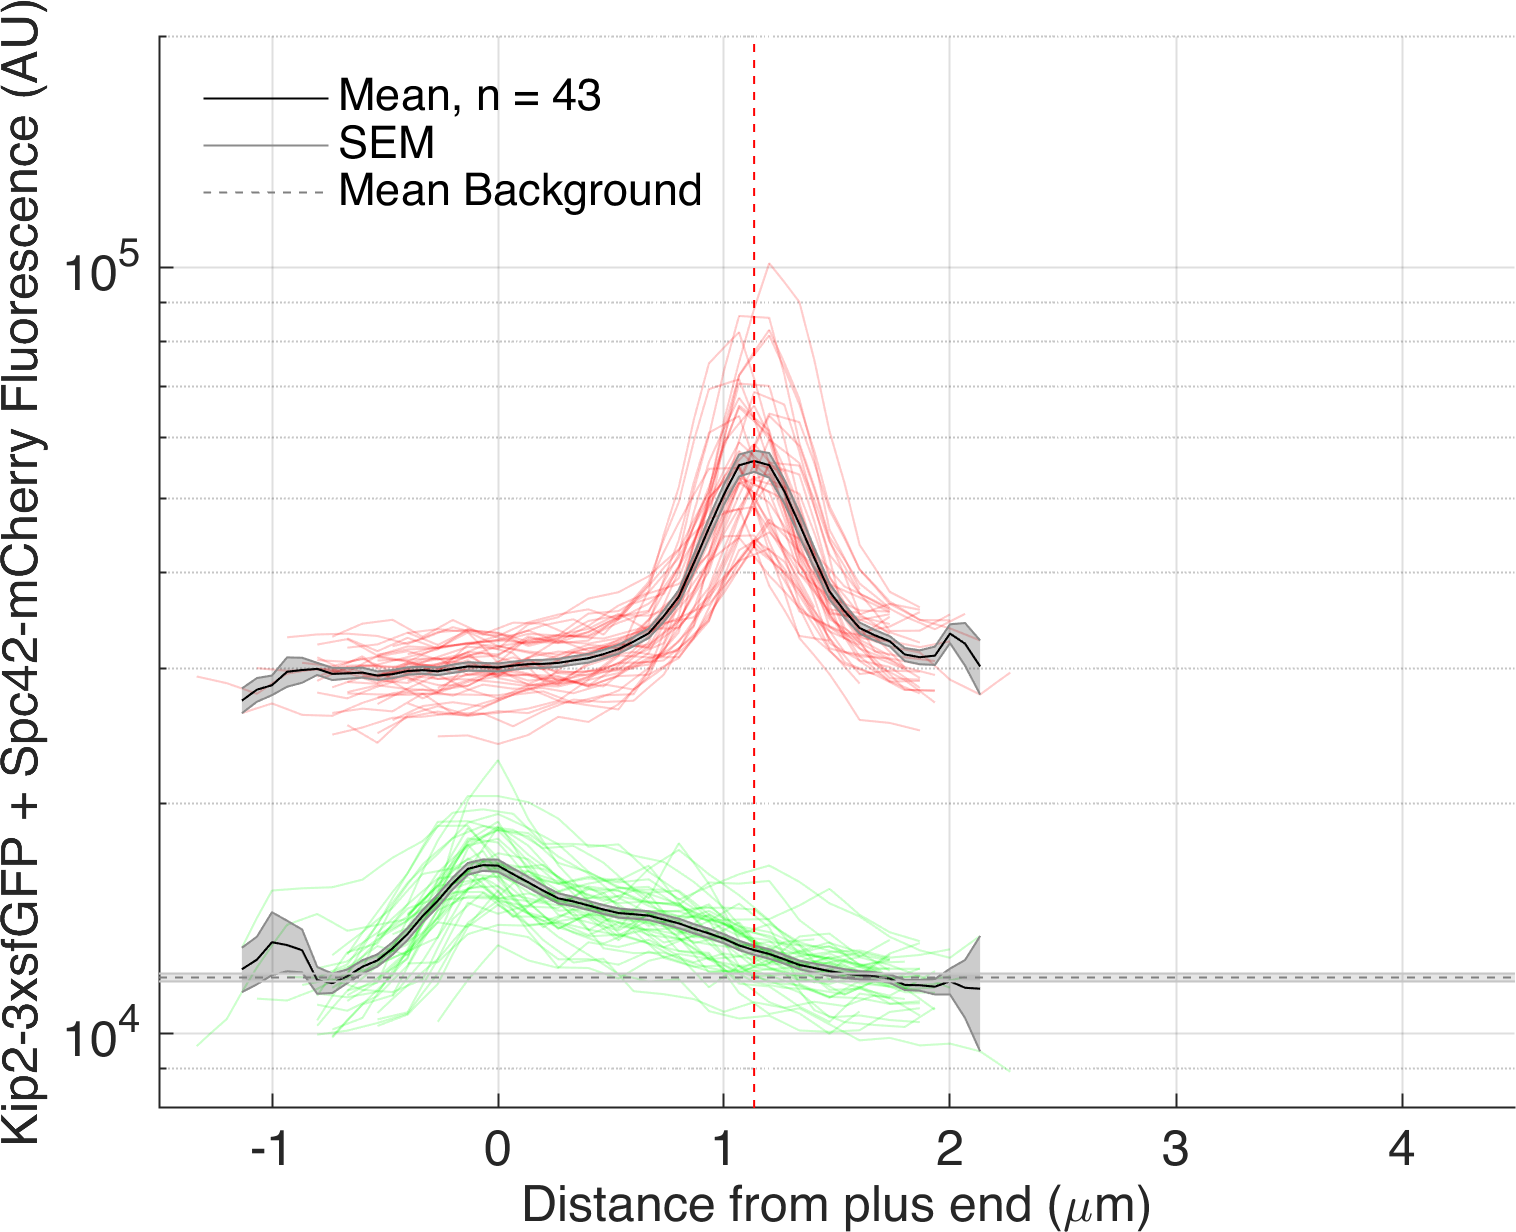 Kip2-3xsfGFP + Spc42-mCherry Fluorescence (AU)
Mean, n = 43
SEM
Mean Background
10^5
10^4
-1 0 1 2 3 4
Distance from plus end (μm)